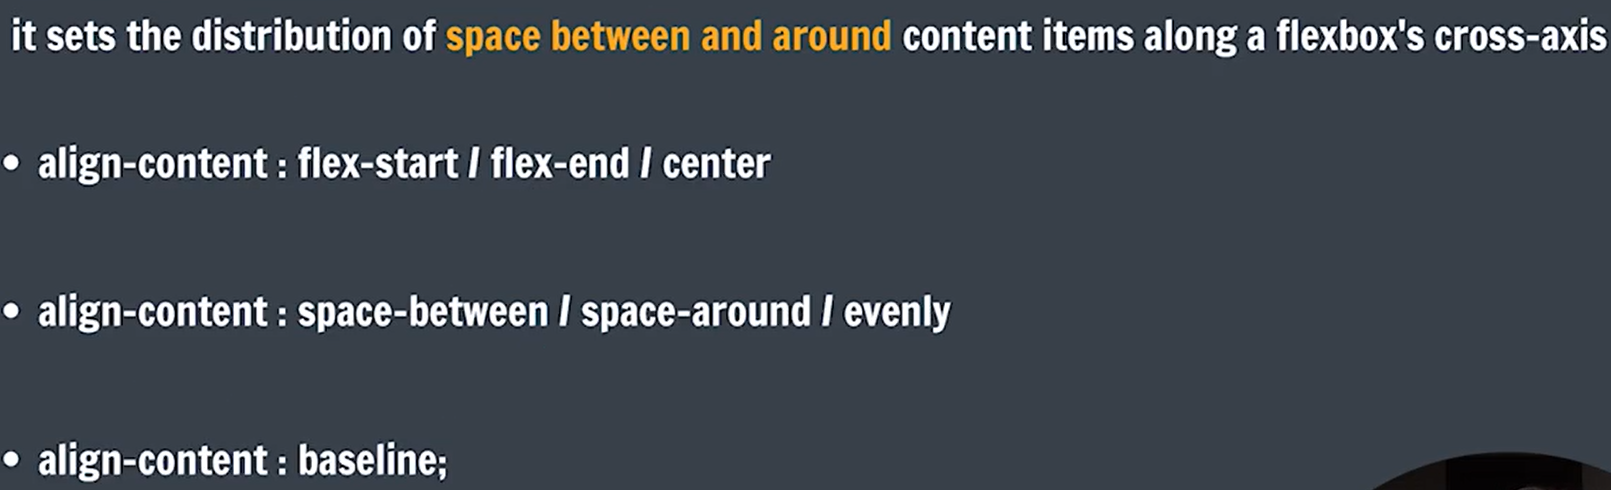 it sets the distribution of space between and around content items along a flexbox's cross-axis
• align-content : flex-start / flex-end / center
• align-content : space-between / space-around / evenly
• align-content : baseline;